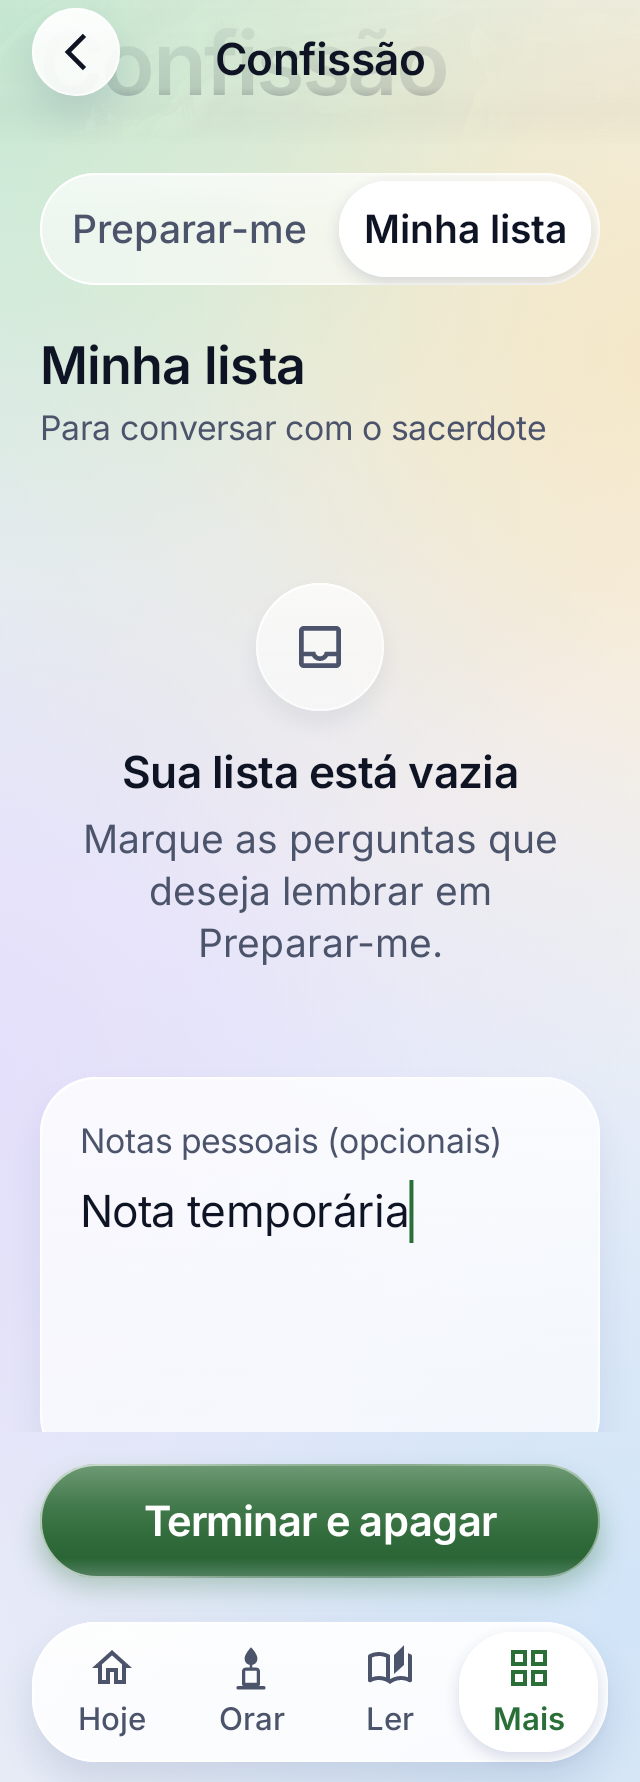 Confissão
Confissão
Preparar-me
Minha lista
Minha lista
Para conversar com o sacerdote
Sua lista está vazia
Marque as perguntas que
deseja lembrar em
Preparar-me.
Notas pessoais (opcionais)
Nota temporária
Terminar e apagar
Hoje
Orar
Ler
Mais